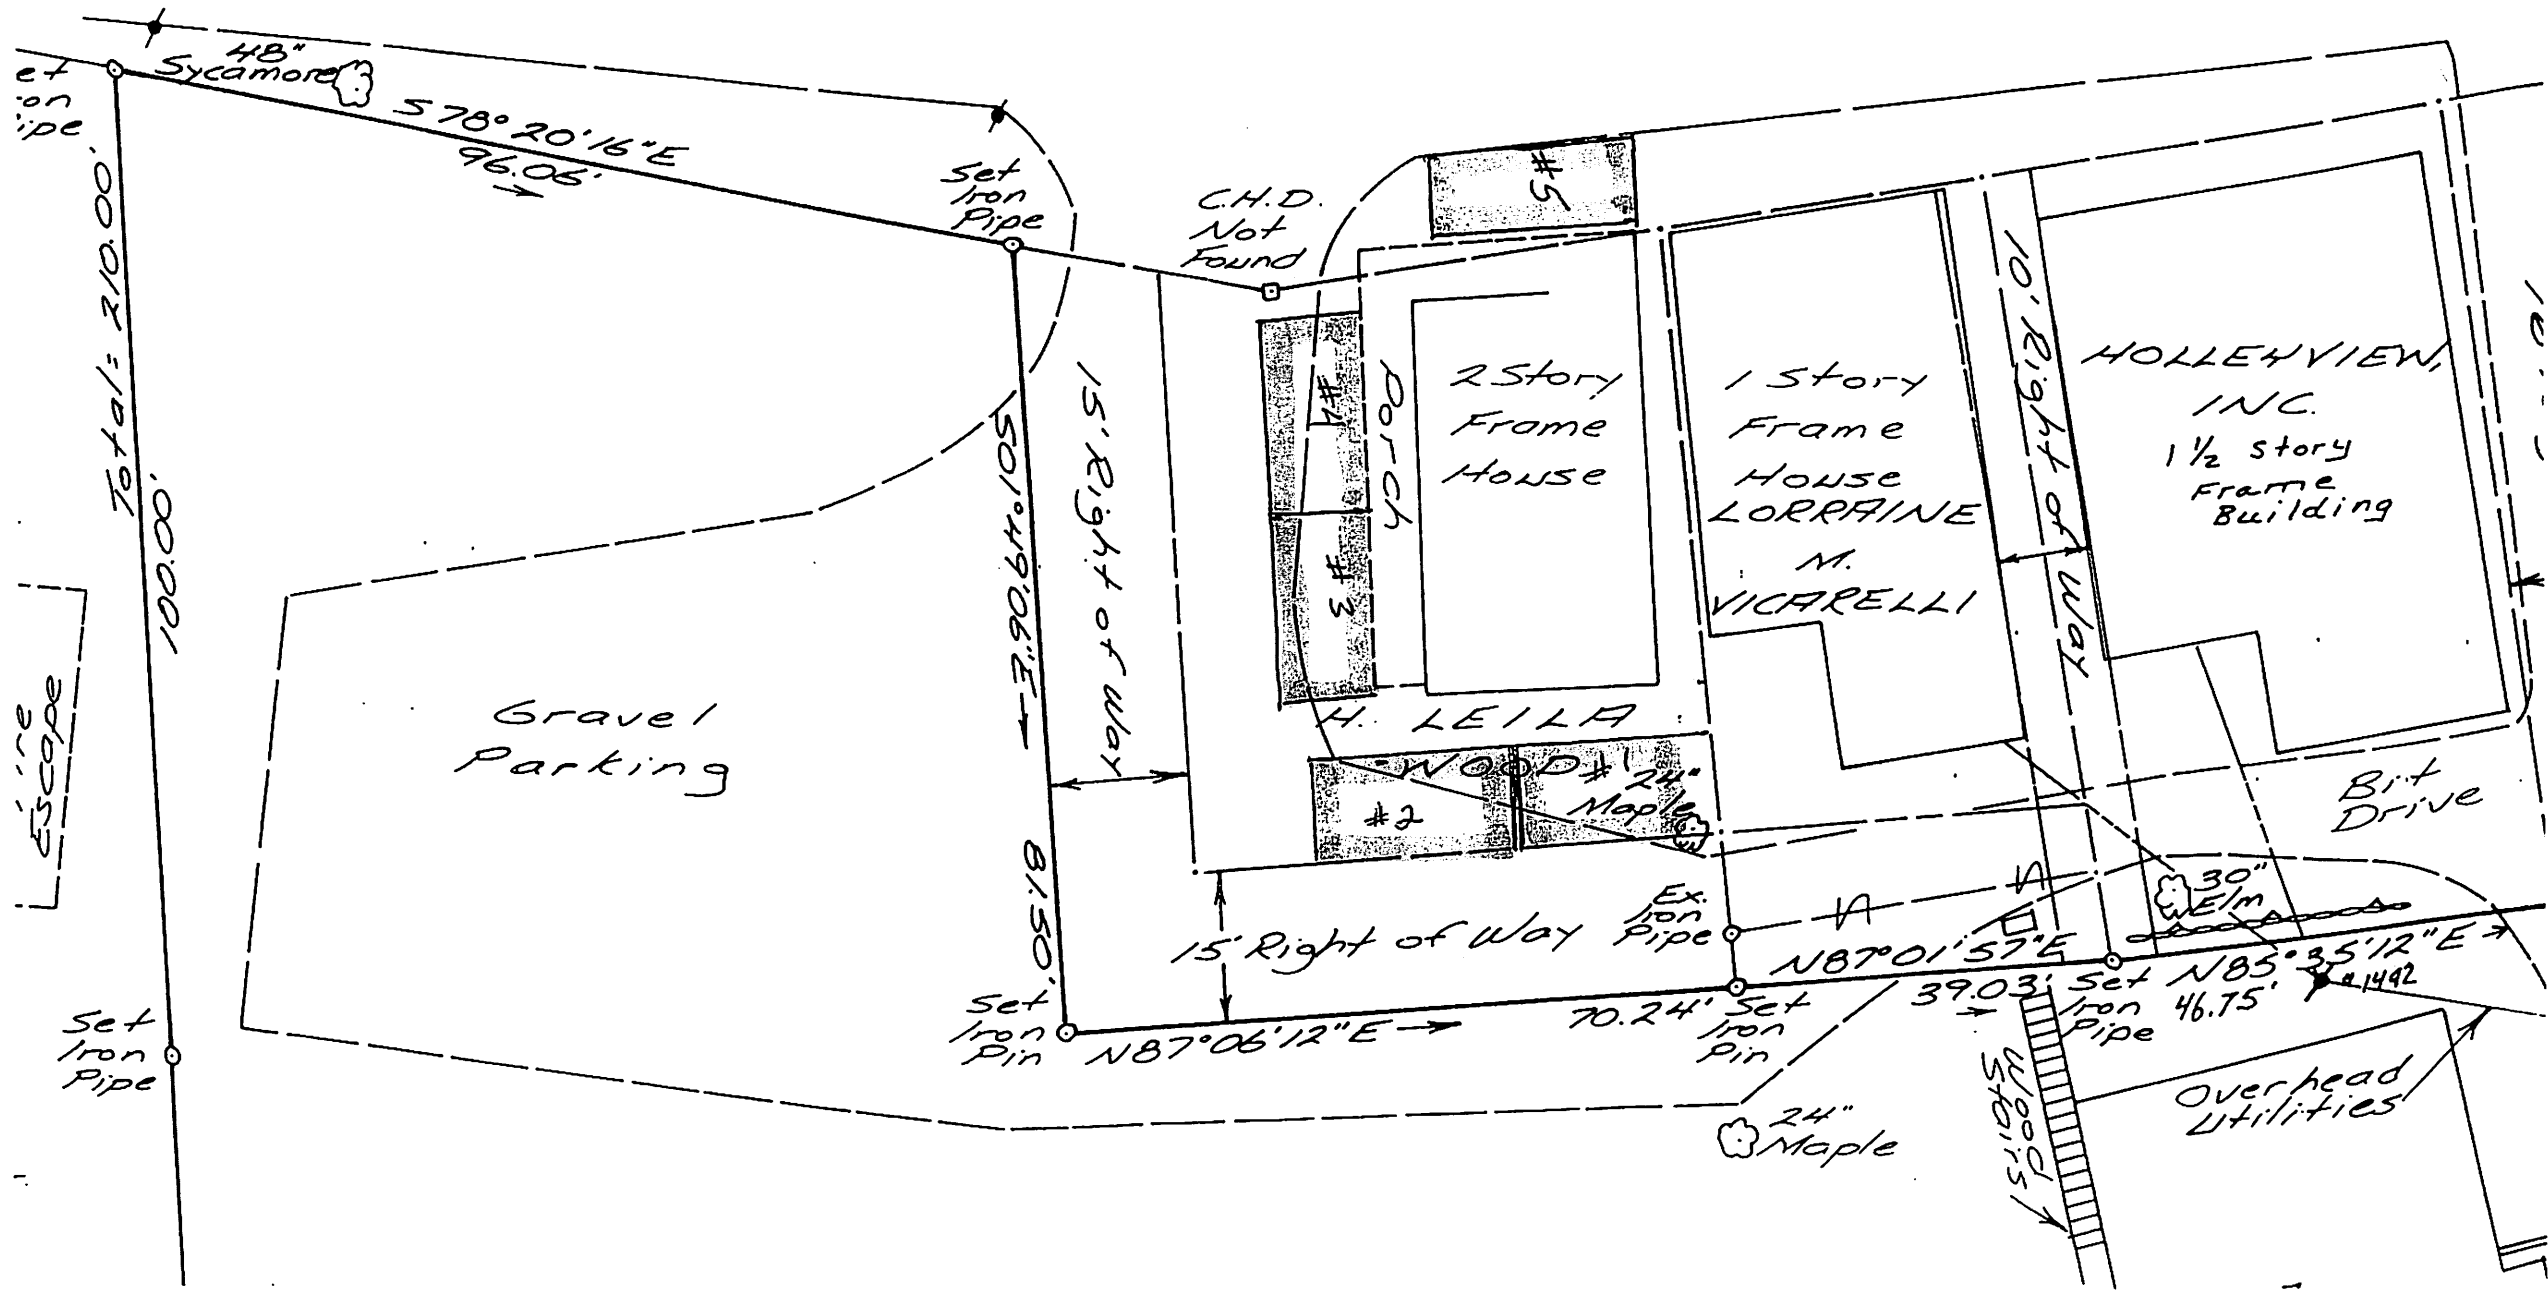 48"
Sycamore
S 78° 20' 16" E
96.06'
Total = 210.00'
100.00'
Set
Iron
Pipe
C.H.D.
Not
Found
#5
#4
#3
Porch
2 Story
Frame
House
1 Story
Frame
House
LORRAINE
M.
VICARELLI
10' Right of Way
HOLLEYVIEW,
INC.
1 1/2 story
Frame
Building
S01°49'06"E
81.50'
15' Right of Way
Escape
Gravel
Parking
H. LEILA
WOOD
#1
#2
24"
Maple
Bit
Drive
15' Right of Way
Ex.
Iron
Pipe
30"
Elm
N87°01'57"E
39.03'
N85°35'12"E
46.75'
#1492
Set
Iron
Pipe
Set
Iron
Pin
N87°06'12"E
70.24'
Set
Iron
Pin
Set
Iron
Pipe
24"
Maple
Wood
Stairs
Overhead
Utilities